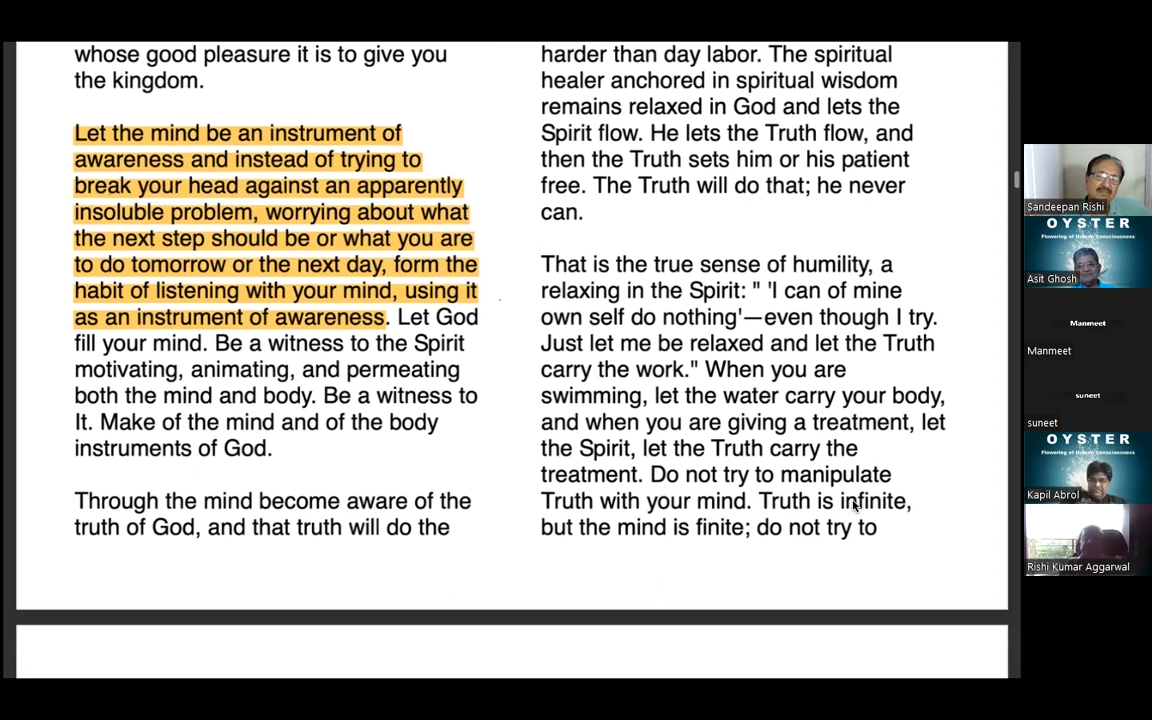 whose good pleasure it is to give you
the kingdom.
Let the mind be an instrument of
awareness and instead of trying to
break your head against an apparently
insoluble problem, worrying about what
the next step should be or what you are
to do tomorrow or the next day, form the
habit of listening with your mind, using it
as an instrument of awareness. Let God
fill your mind. Be a witness to the Spirit
motivating, animating, and permeating
both the mind and body. Be a witness to
It. Make of the mind and of the body
instruments of God.
Through the mind become aware of the
truth of God, and that truth will do the
harder than day labor. The spiritual
healer anchored in spiritual wisdom
remains relaxed in God and lets the
Spirit flow. He lets the Truth flow, and
then the Truth sets him or his patient
free. The Truth will do that; he never
can.
That is the true sense of humility, a
relaxing in the Spirit: " 'I can of mine
own self do nothing'—even though I try.
Just let me be relaxed and let the Truth
carry the work." When you are
swimming, let the water carry your body,
and when you are giving a treatment, let
the Spirit, let the Truth carry the
treatment. Do not try to manipulate
Truth with your mind. Truth is infinite,
but the mind is finite; do not try to
Sandeepan Rishi
OYSTER
Flowering of Human Consciousness
Asit Ghosh
Manmeet
Manmeet
suneet
suneet
OYSTER
Flowering of Human Consciousness
Kapil Abrol
Rishi Kumar Aggarwal